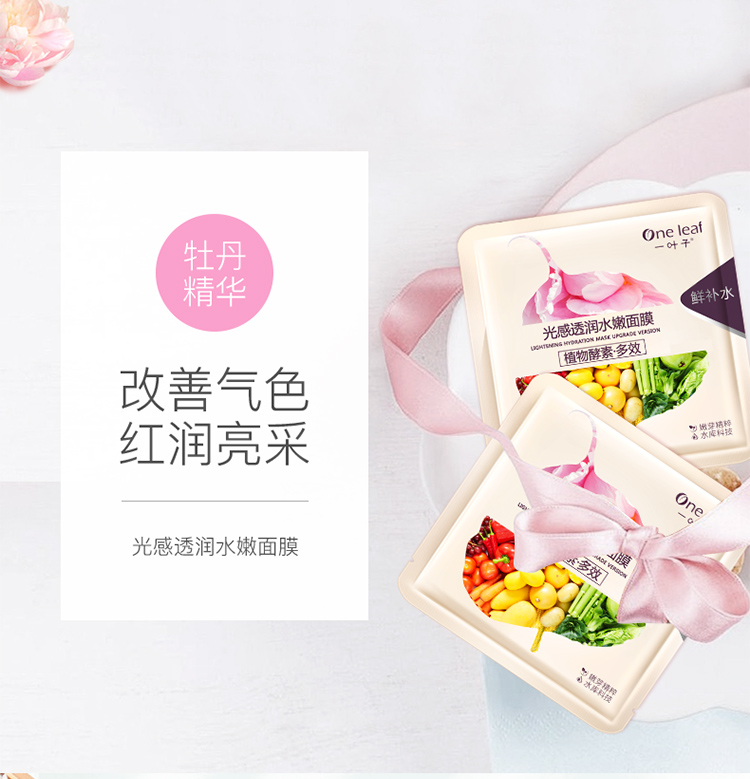 牡丹
精华
改善气色
红润亮采
光感透润水嫩面膜
One leaf
一叶子®
鲜补水
光感透润水嫩面膜
LIGHTENING HYDRATION MASK UPGRADE VERSION
植物酵素·多效
嫩芽精粹
水库科技
One
一叶
面膜
VERSION
多效
嫩芽精粹
水库科技